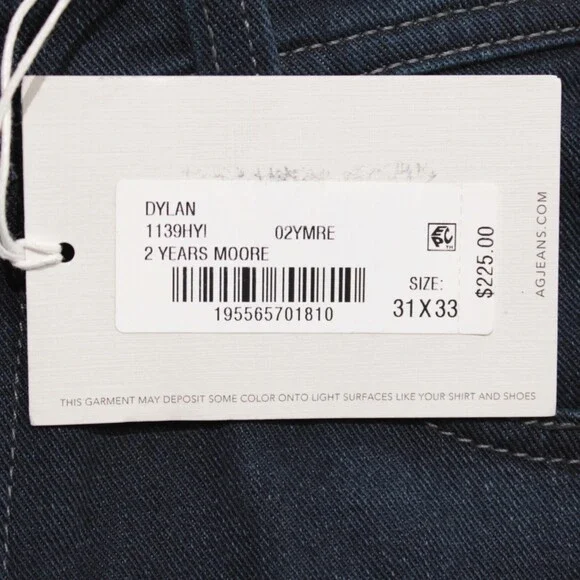 DYLAN
1139HYI 02YMRE
2 YEARS MOORE
195565701810
SIZE:
31 X 33
$225.00
AGJEANS.COM
THIS GARMENT MAY DEPOSIT SOME COLOR ONTO LIGHT SURFACES LIKE YOUR SHIRT AND SHOES